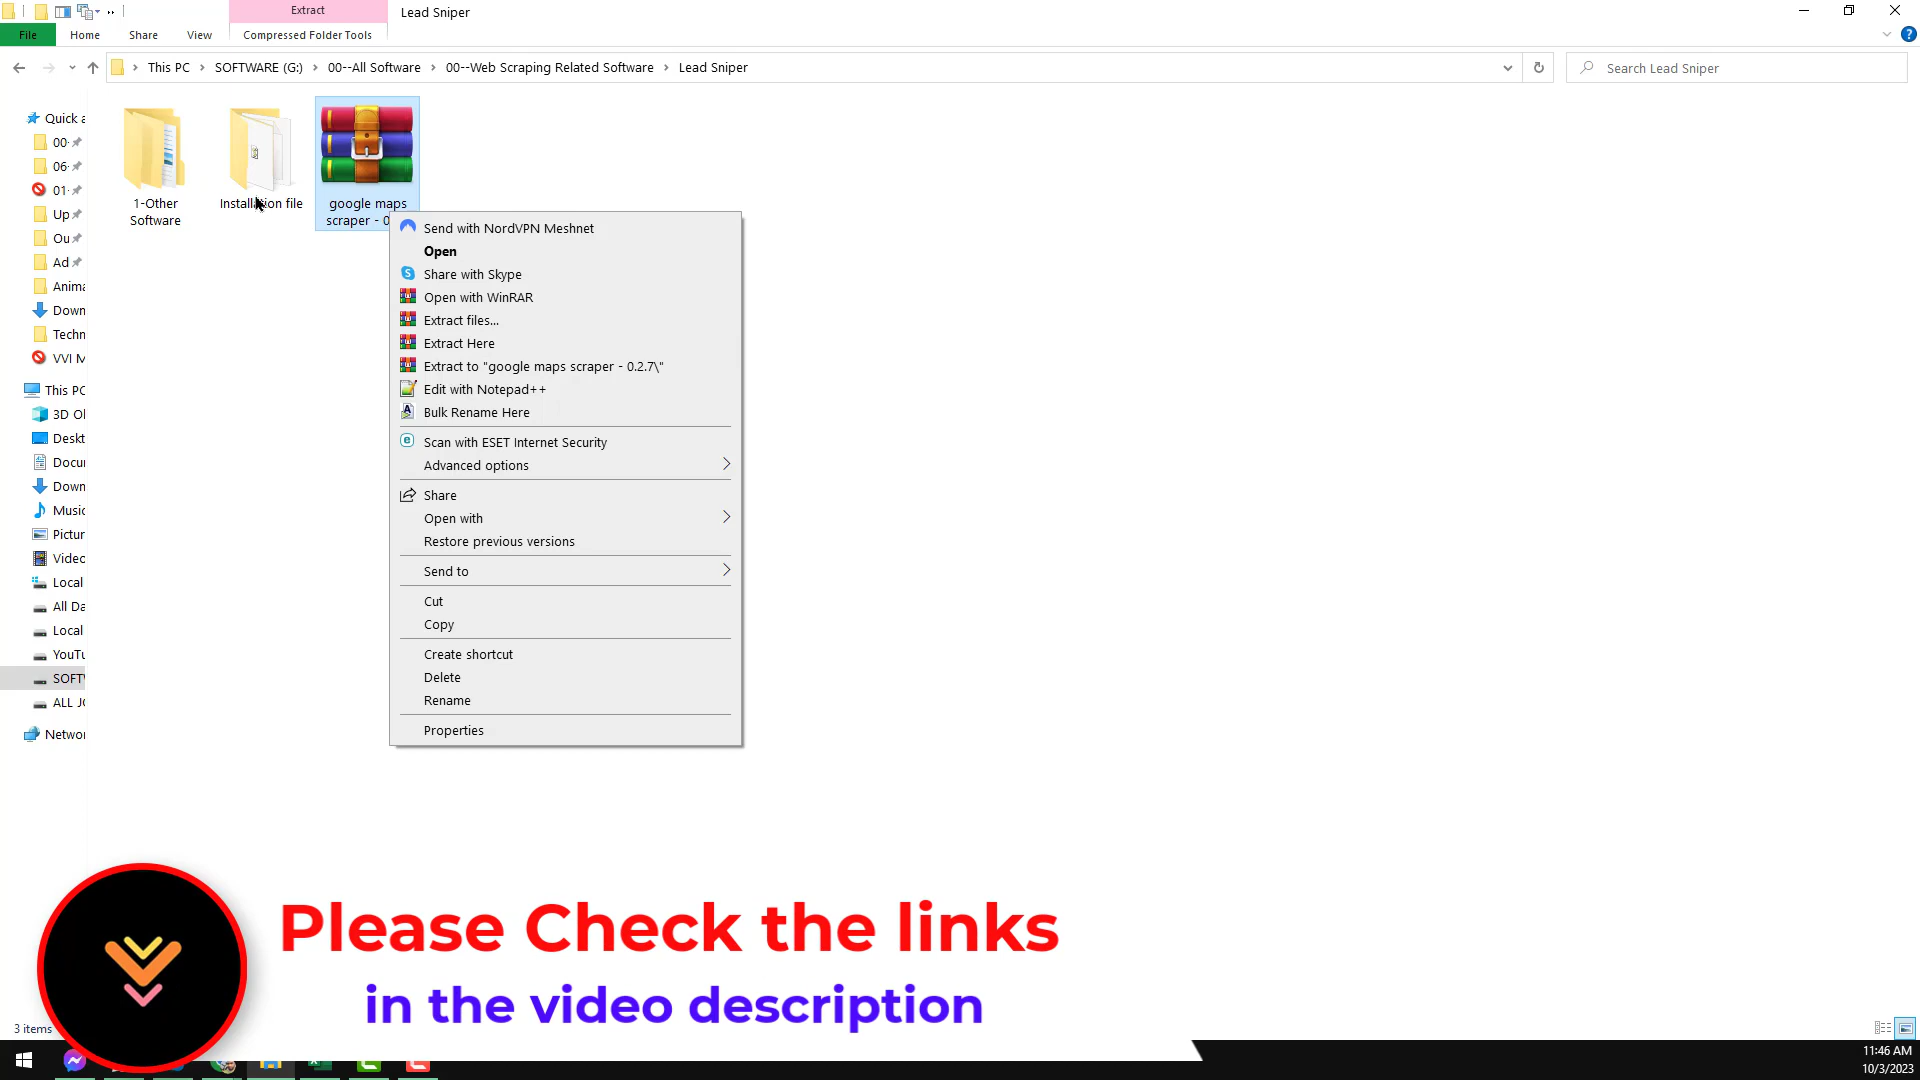 Extract
Lead Sniper
File
Home
Share
View
Compressed Folder Tools
This PC
SOFTWARE (G:)
00--All Software
00--Web Scraping Related Software
Lead Sniper
Search Lead Sniper
Quick a
00-
06-
01-
Up
Ou
Ad
Anima
Down
Techn
VVI M
This PC
3D Ol
Deskt
Docu
Down
Music
Pictur
Video
Local
All Da
Local
YouTu
SOFTW
ALL JO
Networ
1-Other
Software
Installation file
google maps
scraper - 0
Send with NordVPN Meshnet
Open
Share with Skype
Open with WinRAR
Extract files...
Extract Here
Extract to "google maps scraper - 0.2.7\"
Edit with Notepad++
Bulk Rename Here
Scan with ESET Internet Security
Advanced options
Share
Open with
Restore previous versions
Send to
Cut
Copy
Create shortcut
Delete
Rename
Properties
Please Check the links
in the video description
3 items
11:46 AM
10/3/2023